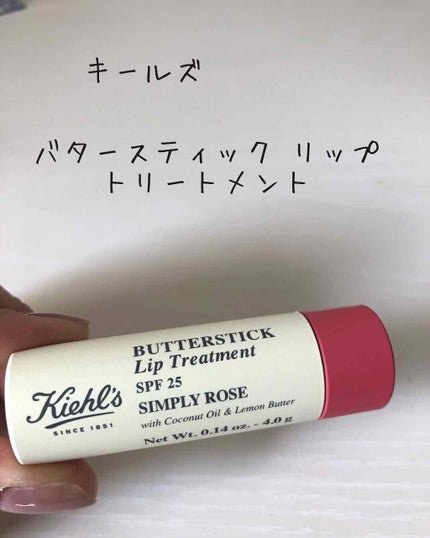 キールズ
バタースティック リップ
トリートメント
BUTTERSTICK
Lip Treatment
SPF 25
SIMPLY ROSE
with Coconut Oil & Lemon Butter
Net Wt. 0.14 oz. - 4.0 g
Kiehl's
SINCE 1851